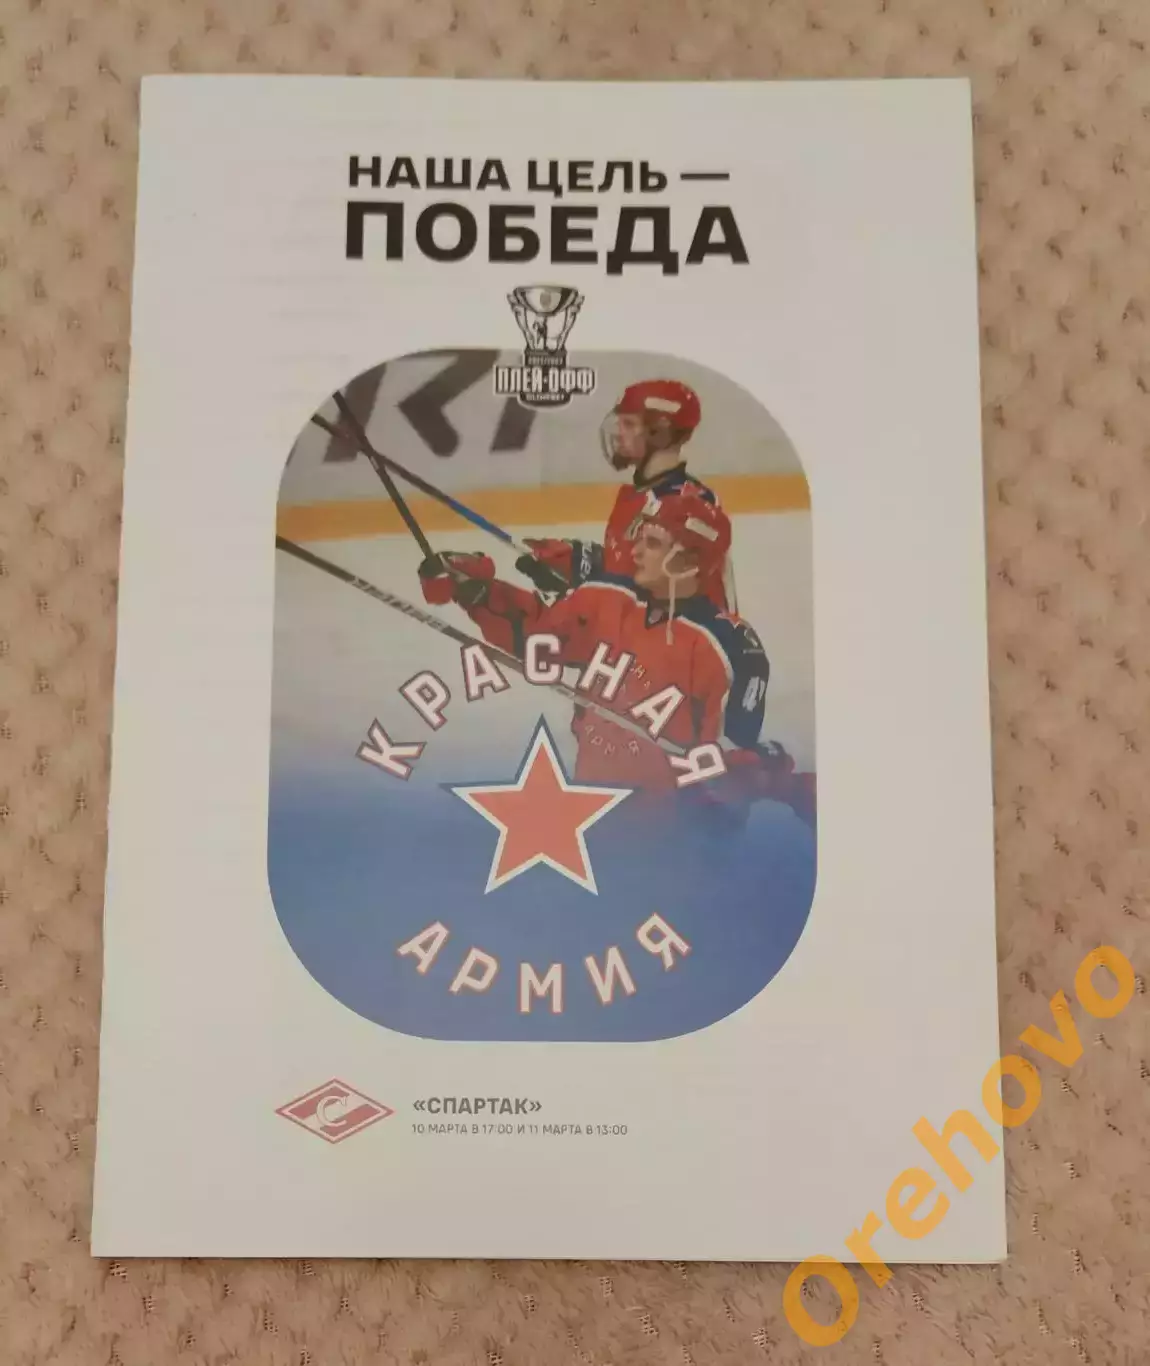 НАША ЦЕЛЬ —
ПОБЕДА
ПЛЕЙ-ОФФ
КРАСНАЯ
АРМИЯ
С
«СПАРТАК»
10 МАРТА В 17:00 И 11 МАРТА В 13:00
Orehovo